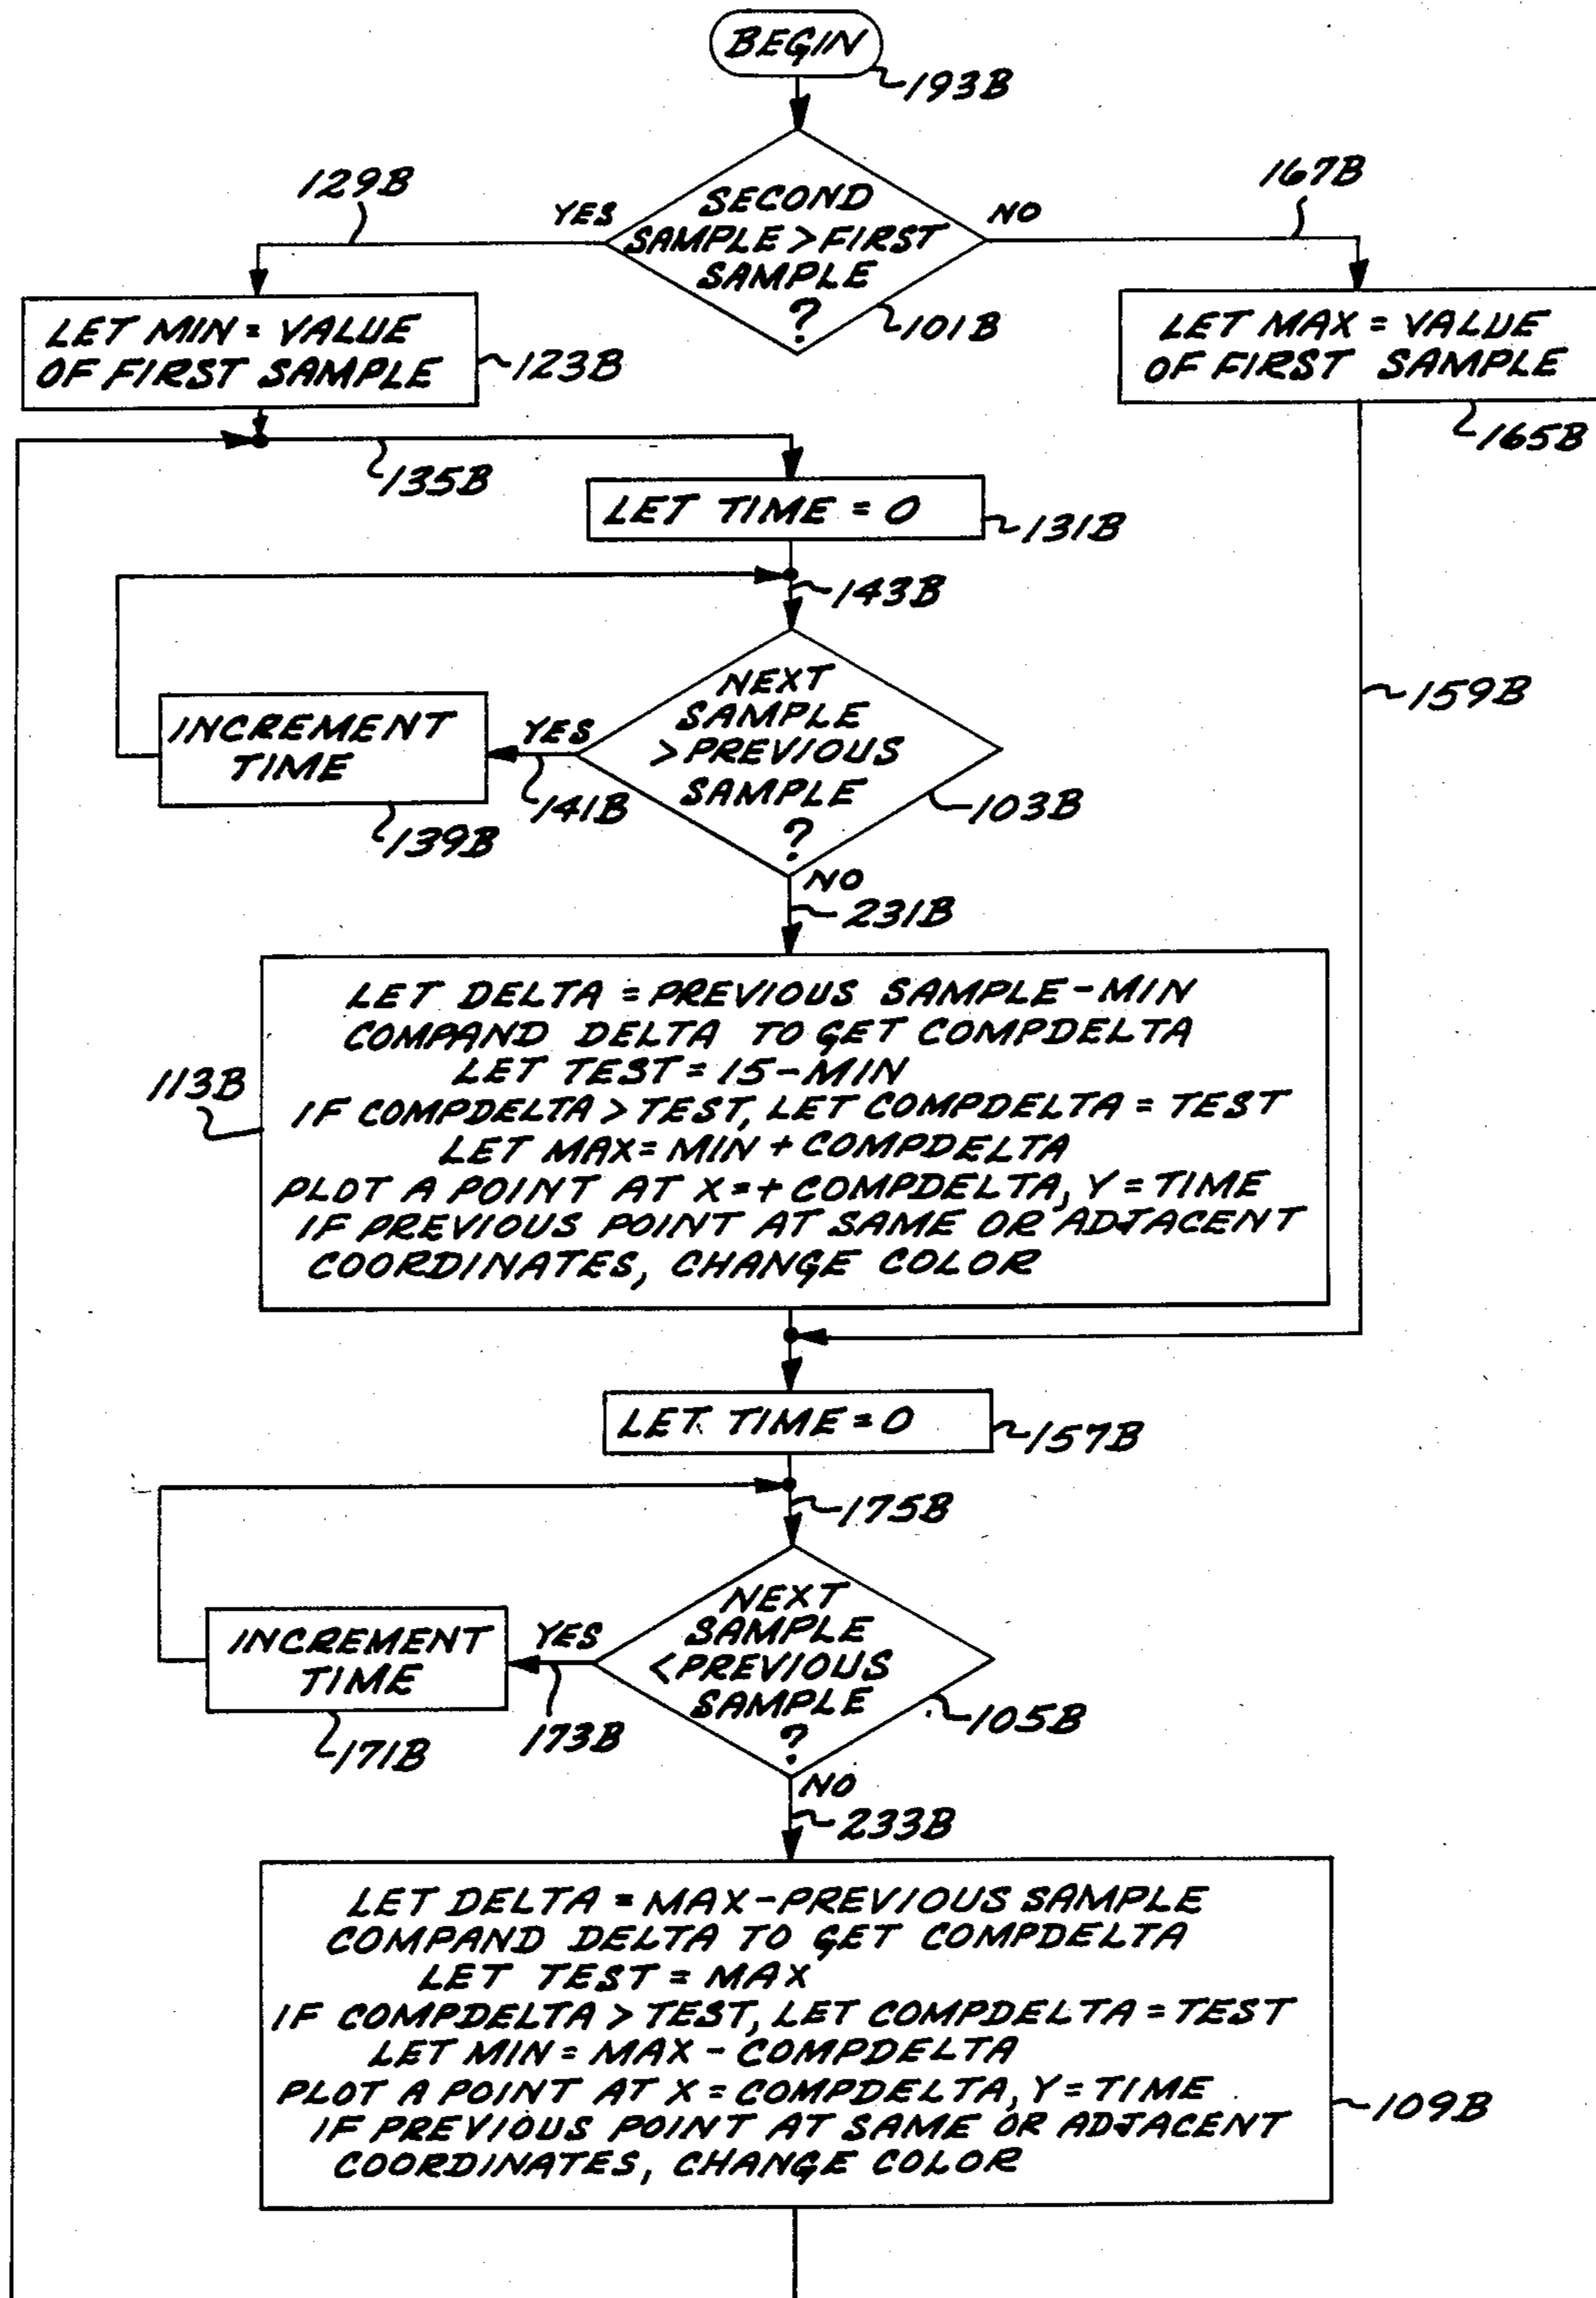 BEGIN
193B
129B
167B
YES
SECOND
SAMPLE > FIRST
SAMPLE
?
NO
101B
LET MIN = VALUE
OF FIRST SAMPLE
123B
LET MAX = VALUE
OF FIRST SAMPLE
165B
135B
LET TIME = 0
131B
143B
NEXT
SAMPLE
> PREVIOUS
SAMPLE
?
YES
INCREMENT
TIME
141B
139B
103B
159B
NO
231B
LET DELTA = PREVIOUS SAMPLE - MIN
COMPAND DELTA TO GET COMPDELTA
LET TEST = 15 - MIN
IF COMPDELTA > TEST, LET COMPDELTA = TEST
LET MAX = MIN + COMPDELTA
PLOT A POINT AT X = + COMPDELTA, Y = TIME
IF PREVIOUS POINT AT SAME OR ADJACENT
COORDINATES, CHANGE COLOR
113B
LET TIME = 0
157B
175B
NEXT
SAMPLE
< PREVIOUS
SAMPLE
?
YES
INCREMENT
TIME
173B
171B
105B
NO
233B
LET DELTA = MAX - PREVIOUS SAMPLE
COMPAND DELTA TO GET COMPDELTA
LET TEST = MAX
IF COMPDELTA > TEST, LET COMPDELTA = TEST
LET MIN = MAX - COMPDELTA
PLOT A POINT AT X = COMPDELTA, Y = TIME
IF PREVIOUS POINT AT SAME OR ADJACENT
COORDINATES, CHANGE COLOR
109B